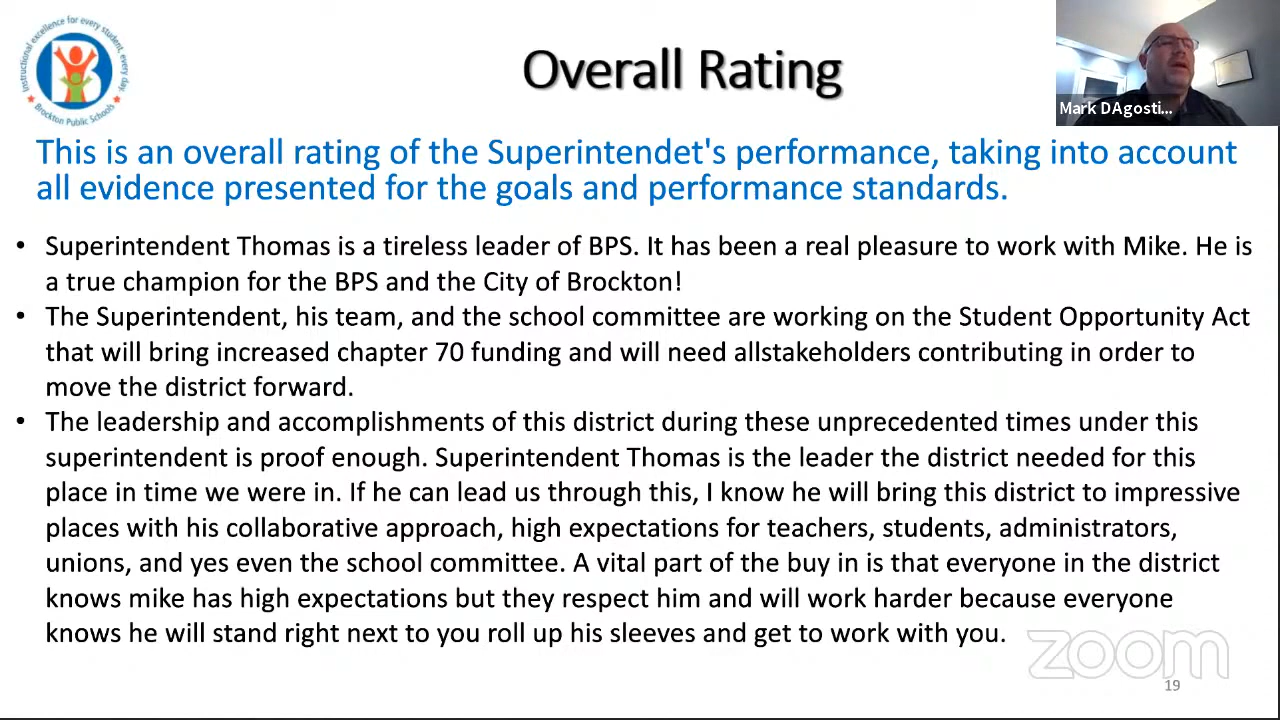 Instructional excellence for every student, every day.
Brockton Public Schools
Overall Rating
Mark DAgosti...
This is an overall rating of the Superintendet's performance, taking into account
all evidence presented for the goals and performance standards.
• Superintendent Thomas is a tireless leader of BPS. It has been a real pleasure to work with Mike. He is
a true champion for the BPS and the City of Brockton!
• The Superintendent, his team, and the school committee are working on the Student Opportunity Act
that will bring increased chapter 70 funding and will need allstakeholders contributing in order to
move the district forward.
• The leadership and accomplishments of this district during these unprecedented times under this
superintendent is proof enough. Superintendent Thomas is the leader the district needed for this
place in time we were in. If he can lead us through this, I know he will bring this district to impressive
places with his collaborative approach, high expectations for teachers, students, administrators,
unions, and yes even the school committee. A vital part of the buy in is that everyone in the district
knows mike has high expectations but they respect him and will work harder because everyone
knows he will stand right next to you roll up his sleeves and get to work with you.
zoom
19